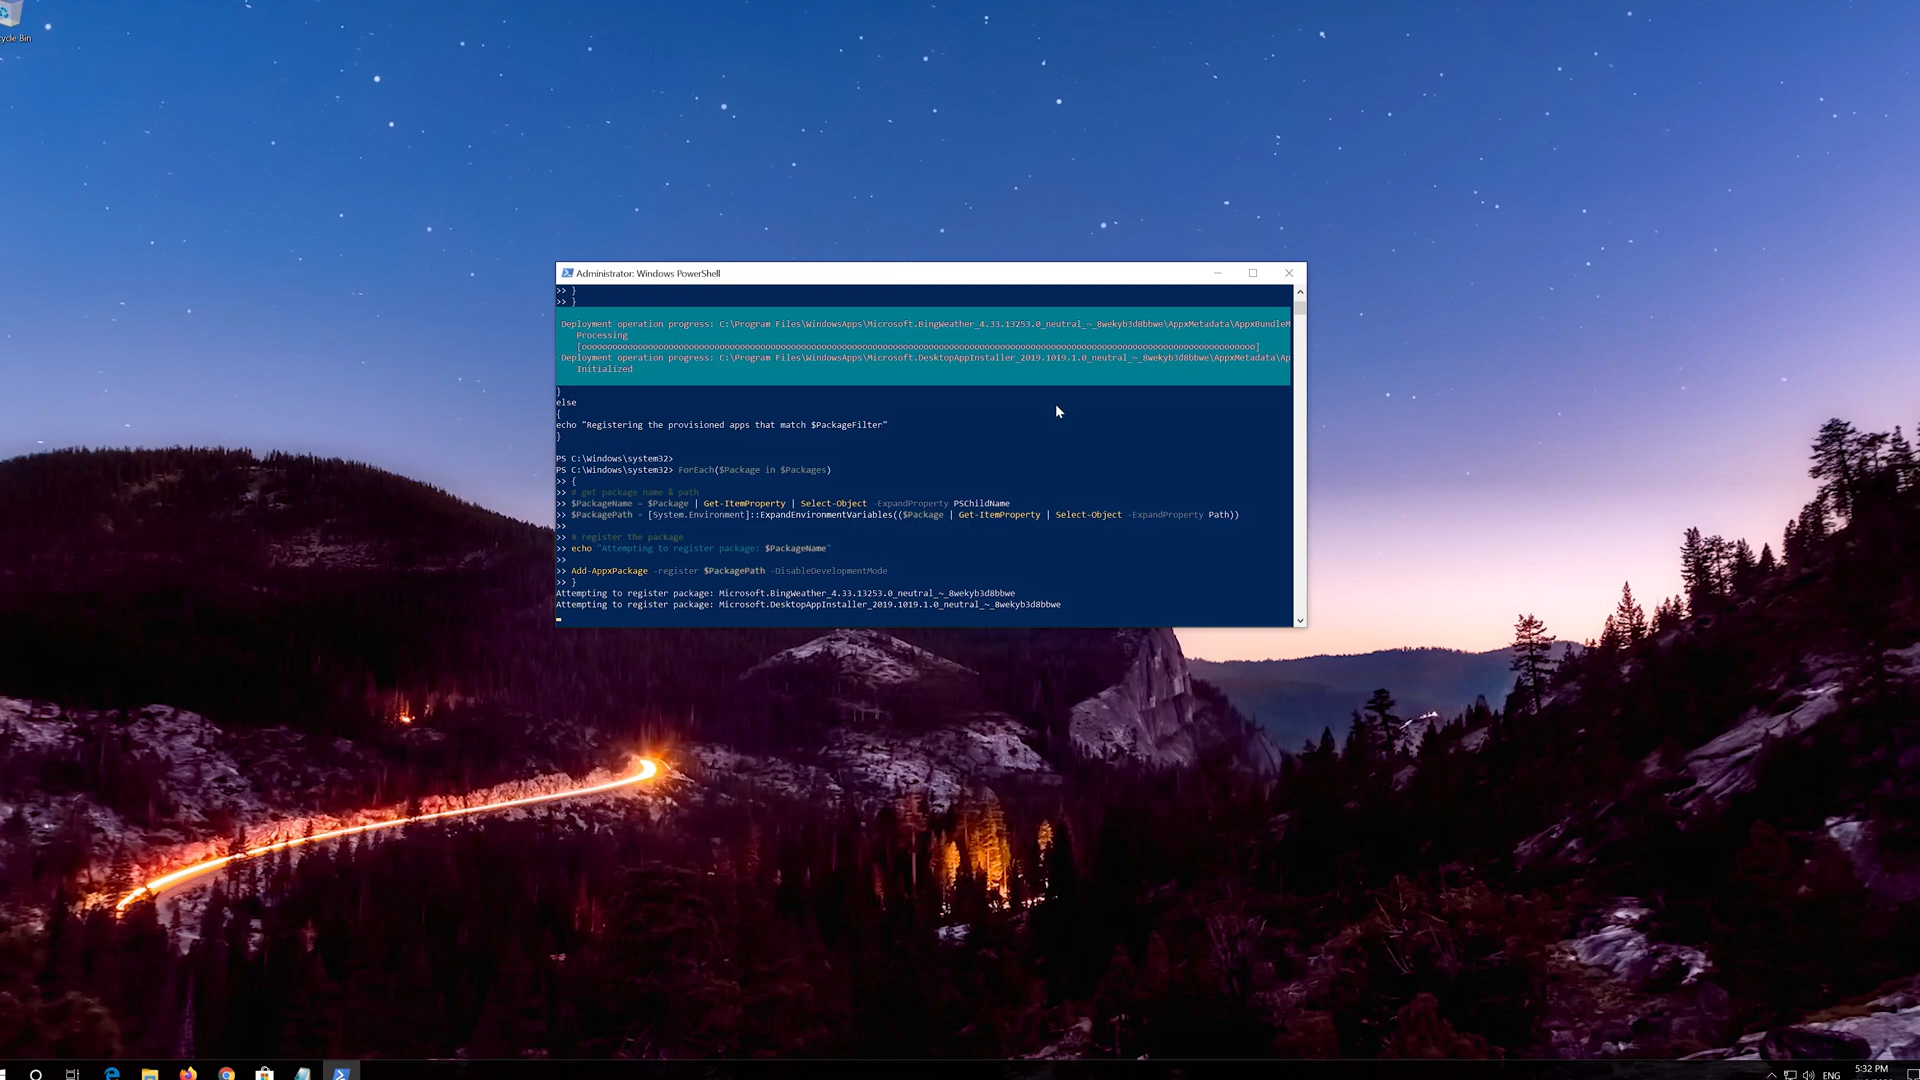 ycle Bin
Administrator: Windows PowerShell
>> }
>> }
Deployment operation progress: C:\Program Files\WindowsApps\Microsoft.BingWeather_4.33.13253.0_neutral_~_8wekyb3d8bbwe\AppxMetadata\AppxBundleM
Processing
[oooooooooooooooooooooooooooooooooooooooooooooooooooooooooooooooooooooooooooooooooooooooooooooooooooooooooooooooooooooooooooooooooooo]
Deployment operation progress: C:\Program Files\WindowsApps\Microsoft.DesktopAppInstaller_2019.1019.1.0_neutral_~_8wekyb3d8bbwe\AppxMetadata\Ap
Initialized
}
else
{
echo "Registering the provisioned apps that match $PackageFilter"
}
PS C:\Windows\system32>
PS C:\Windows\system32> ForEach($Package in $Packages)
>> {
>> # get package name & path
>> $PackageName = $Package | Get-ItemProperty | Select-Object -ExpandProperty PSChildName
>> $PackagePath = [System.Environment]::ExpandEnvironmentVariables(($Package | Get-ItemProperty | Select-Object -ExpandProperty Path))
>>
>> # register the package
>> echo "Attempting to register package: $PackageName"
>>
>> Add-AppxPackage -register $PackagePath -DisableDevelopmentMode
>> }
Attempting to register package: Microsoft.BingWeather_4.33.13253.0_neutral_~_8wekyb3d8bbwe
Attempting to register package: Microsoft.DesktopAppInstaller_2019.1019.1.0_neutral_~_8wekyb3d8bbwe
ENG
5:32 PM